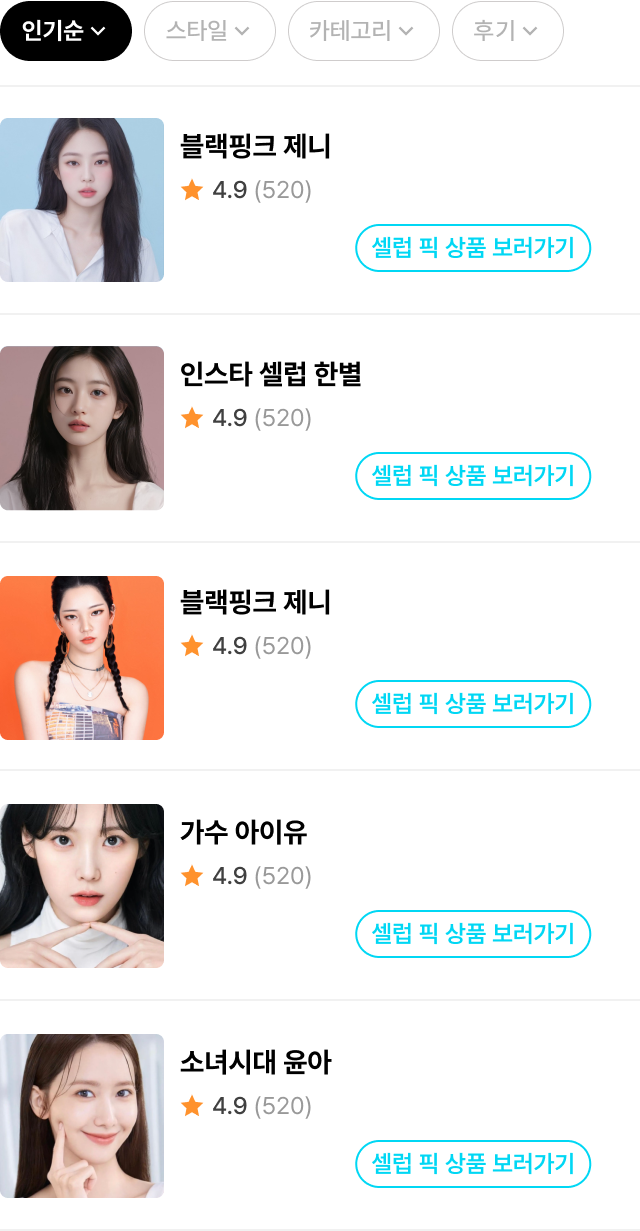 인기순 스타일 카테고리 후기
블랙핑크 제니
4.9 (520)
셀럽 픽 상품 보러가기
인스타 셀럽 한별
4.9 (520)
셀럽 픽 상품 보러가기
블랙핑크 제니
4.9 (520)
셀럽 픽 상품 보러가기
가수 아이유
4.9 (520)
셀럽 픽 상품 보러가기
소녀시대 윤아
4.9 (520)
셀럽 픽 상품 보러가기